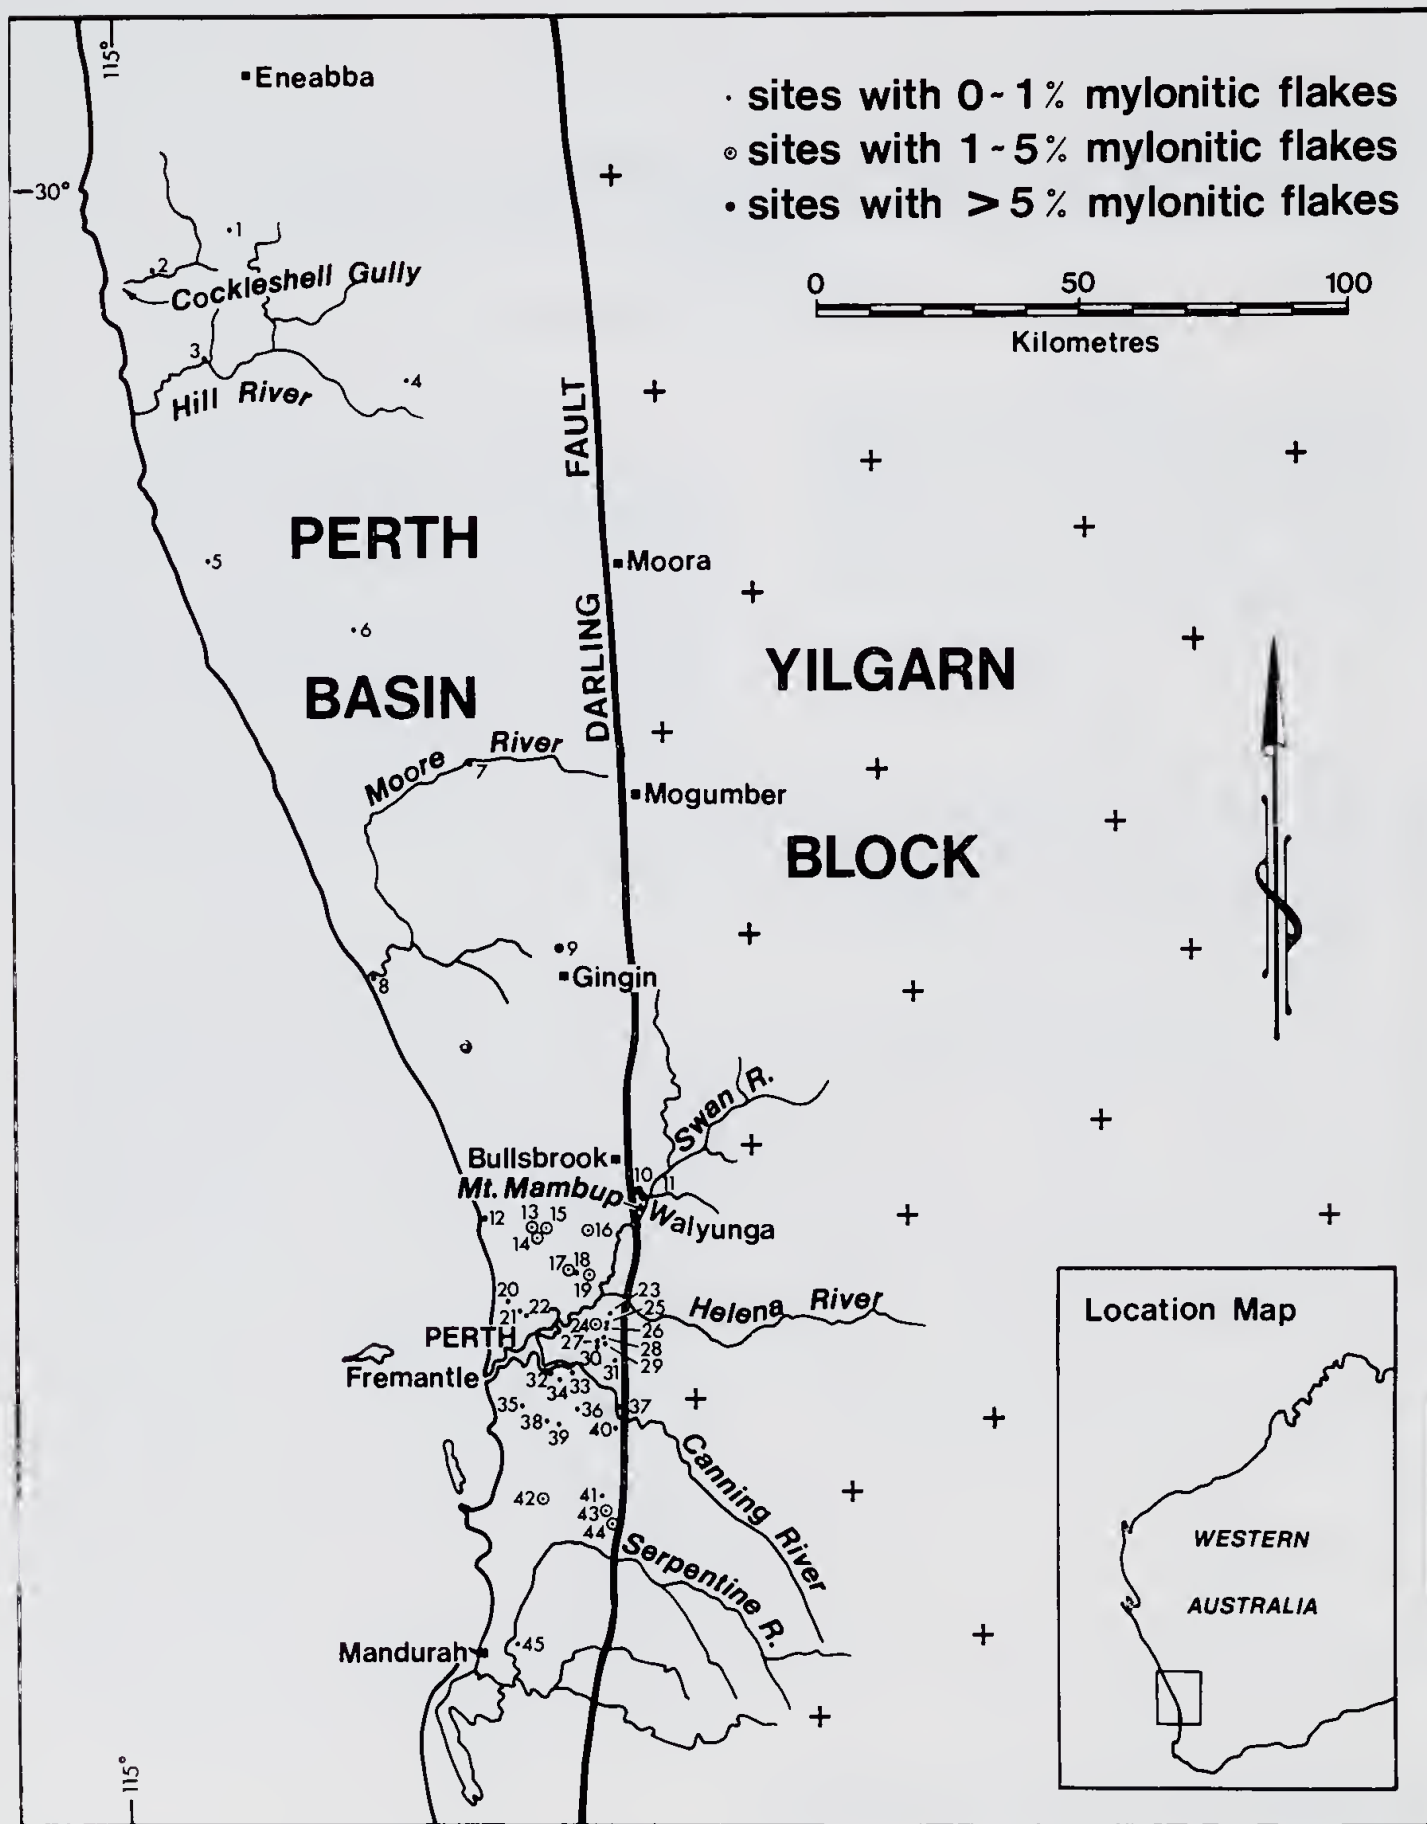 115°
Eneabba
sites with 0-1% mylonitic flakes
sites with 1-5% mylonitic flakes
sites with >5% mylonitic flakes
30°
1
2
Cockleshell Gully
0 50 100
Kilometres
3
4
Hill River
FAULT
PERTH
5
Moora
6
DARLING
YILGARN
BASIN
Moore River
7
Mogumber
BLOCK
9
Gingin
8
Swan R.
Bullsbrook
10 11
Mt. Mambup
Walyunga
12 13 15
14
16
17 18
19
20
21 22
23
Helena River
24 25
26
PERTH
27
28
29
30
31
Fremantle
32 33
34
35 36 37
38
39
40
Canning River
41
42
43
44
Serpentine R.
45
Mandurah
115°
Location Map
WESTERN
AUSTRALIA